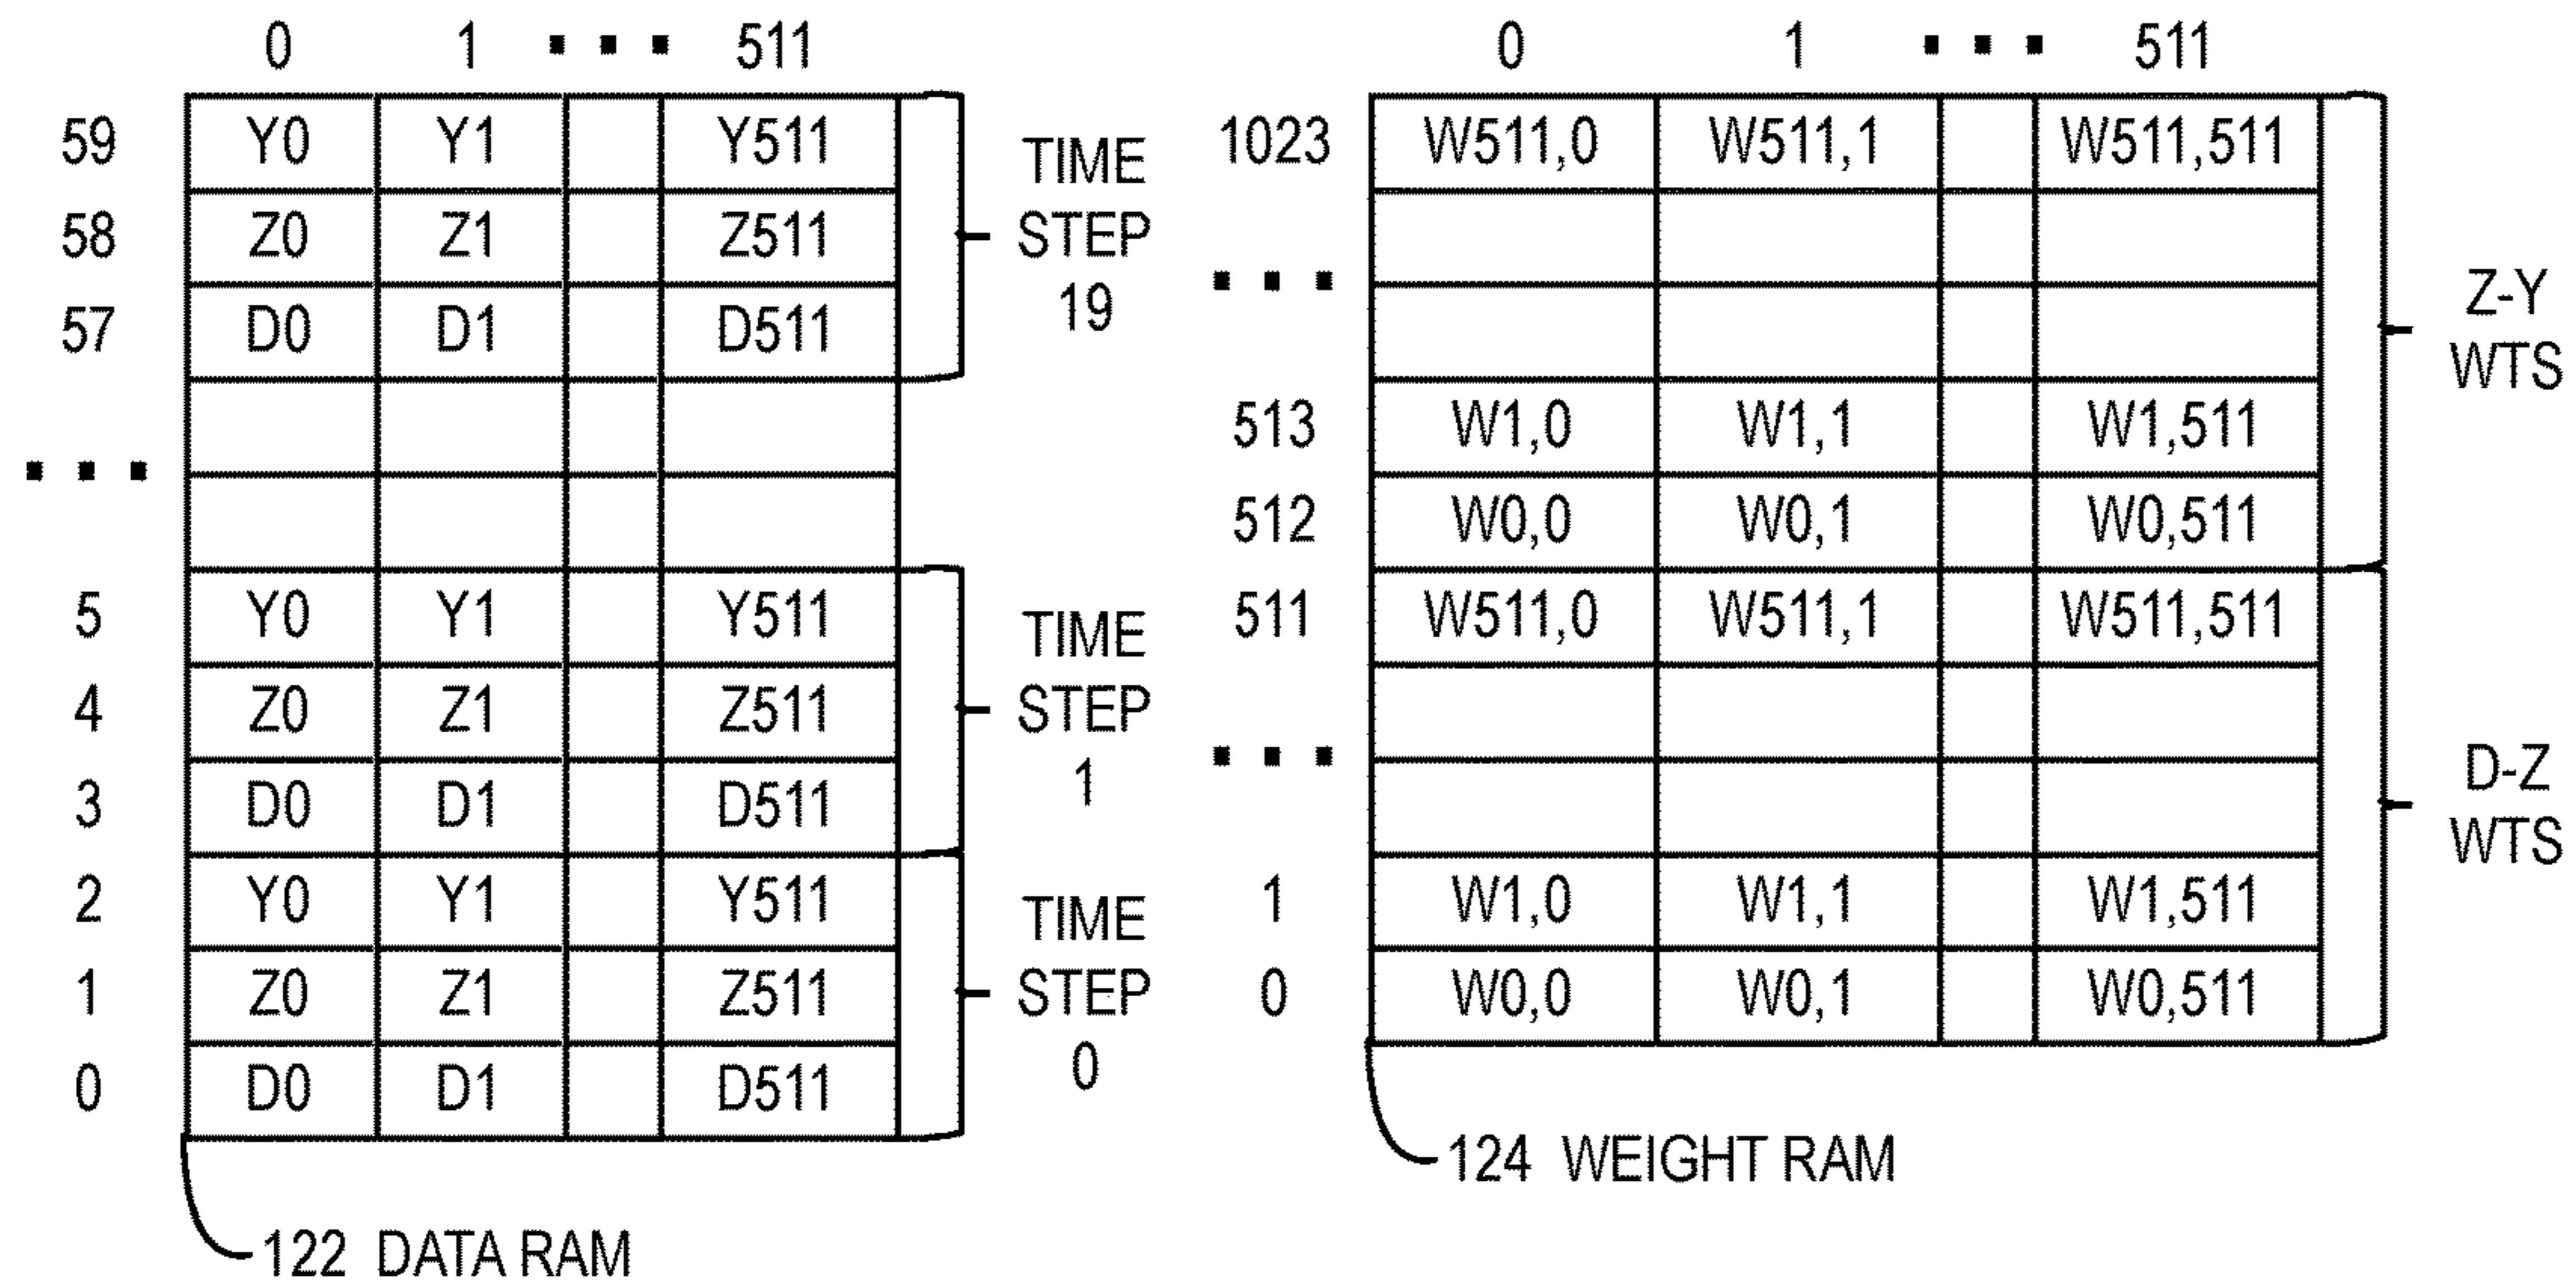 0 1 ▪ ▪ ▪ 511
59 Y0 Y1 Y511
58 Z0 Z1 Z511
57 D0 D1 D511
TIME
STEP
19
▪ ▪ ▪
5 Y0 Y1 Y511
4 Z0 Z1 Z511
3 D0 D1 D511
TIME
STEP
1
2 Y0 Y1 Y511
1 Z0 Z1 Z511
0 D0 D1 D511
TIME
STEP
0
122 DATA RAM
0 1 ▪ ▪ ▪ 511
1023 W511,0 W511,1 W511,511
▪ ▪ ▪
513 W1,0 W1,1 W1,511
512 W0,0 W0,1 W0,511
Z-Y
WTS
511 W511,0 W511,1 W511,511
▪ ▪ ▪
1 W1,0 W1,1 W1,511
0 W0,0 W0,1 W0,511
D-Z
WTS
124 WEIGHT RAM